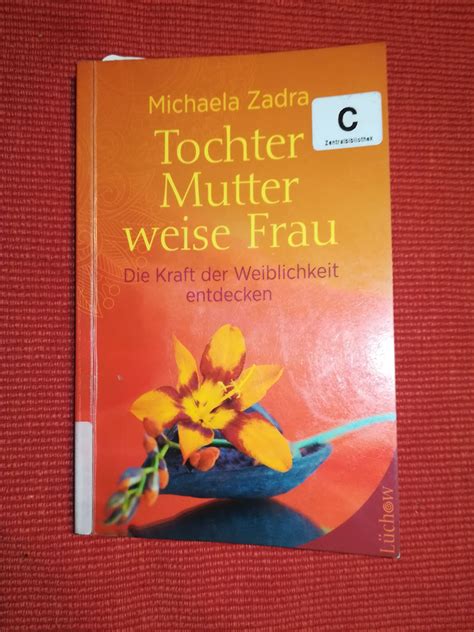 Michaela Zadra
C
Zentralbibliothek
Tochter
Mutter
weise Frau
Die Kraft der Weiblichkeit
entdecken
Lüchow